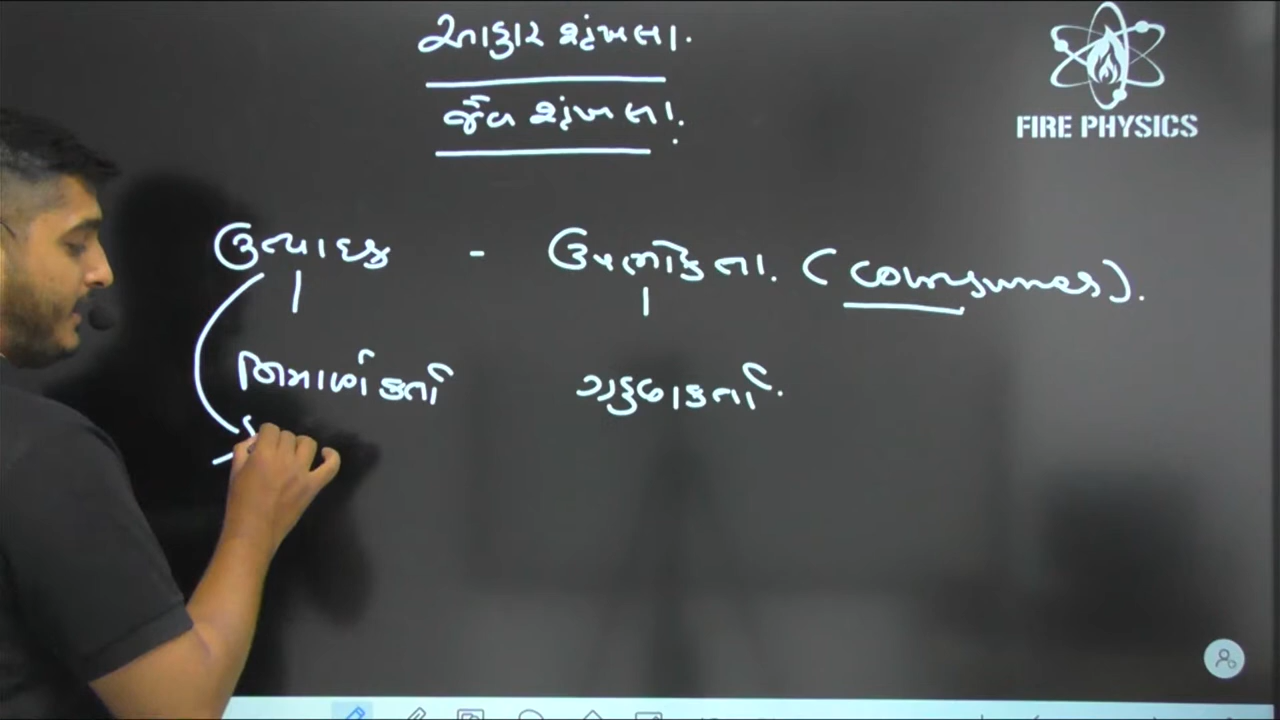 આહાર શૃંખલા.
જૈવ શૃંખલા.
FIRE PHYSICS
ઉત્પાદક - ઉપભોક્તા. (consumer).
નિર્માણકર્તા ગ્રહણકર્તા.